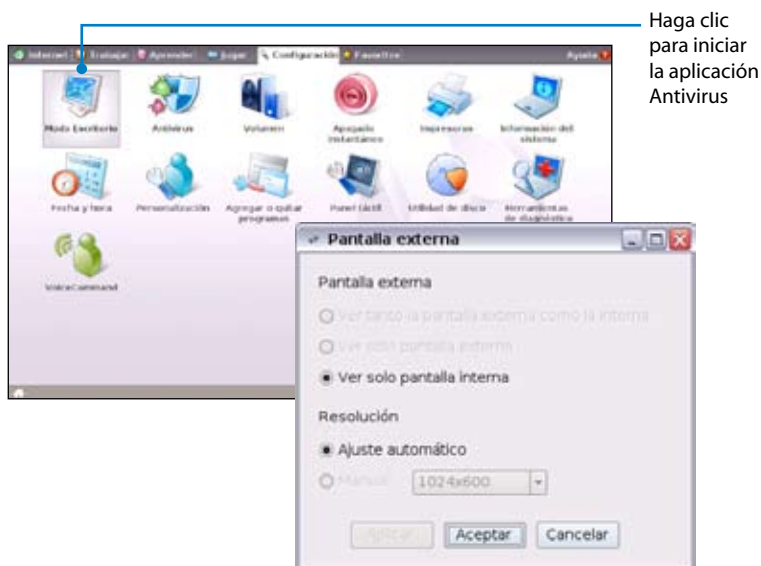 Haga clic
para iniciar
la aplicación
Antivirus
Internet Trabajar Aprender Jugar Configuración Favoritos Ayuda
Modo Escritorio Antivirus Volumen Apagado instantáneo Impresoras Información del sistema
Fecha y hora Personalización Agregar o quitar programas Panel táctil Utilidad de disco Herramientas de diagnóstico
VoiceCommand
Pantalla externa
Pantalla externa
Ver tanto la pantalla externa como la interna
Ver solo pantalla externa
Ver solo pantalla interna
Resolución
Ajuste automático
Manual 1024x600
Aplicar Aceptar Cancelar